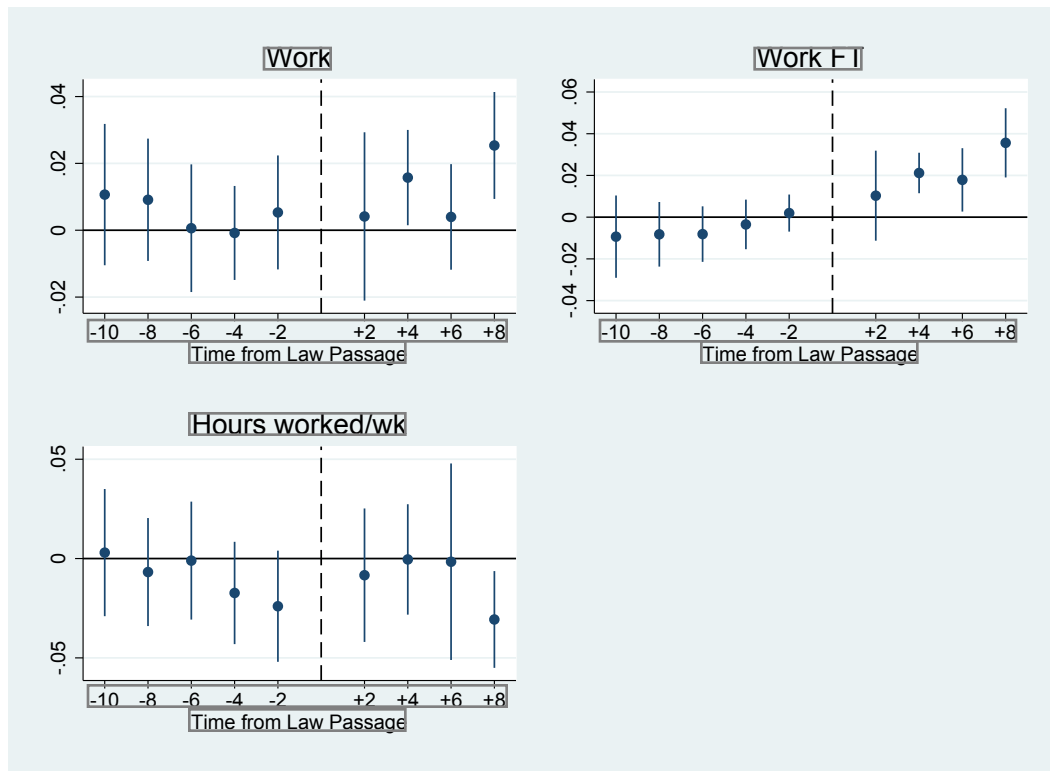 Work
.04
.02
0
-.02
-10 -8 -6 -4 -2 +2 +4 +6 +8
Time from Law Passage
Work FT
.06
.04
.02
0
-.02
-.04
-10 -8 -6 -4 -2 +2 +4 +6 +8
Time from Law Passage
Hours worked/wk
.05
0
-.05
-10 -8 -6 -4 -2 +2 +4 +6 +8
Time from Law Passage